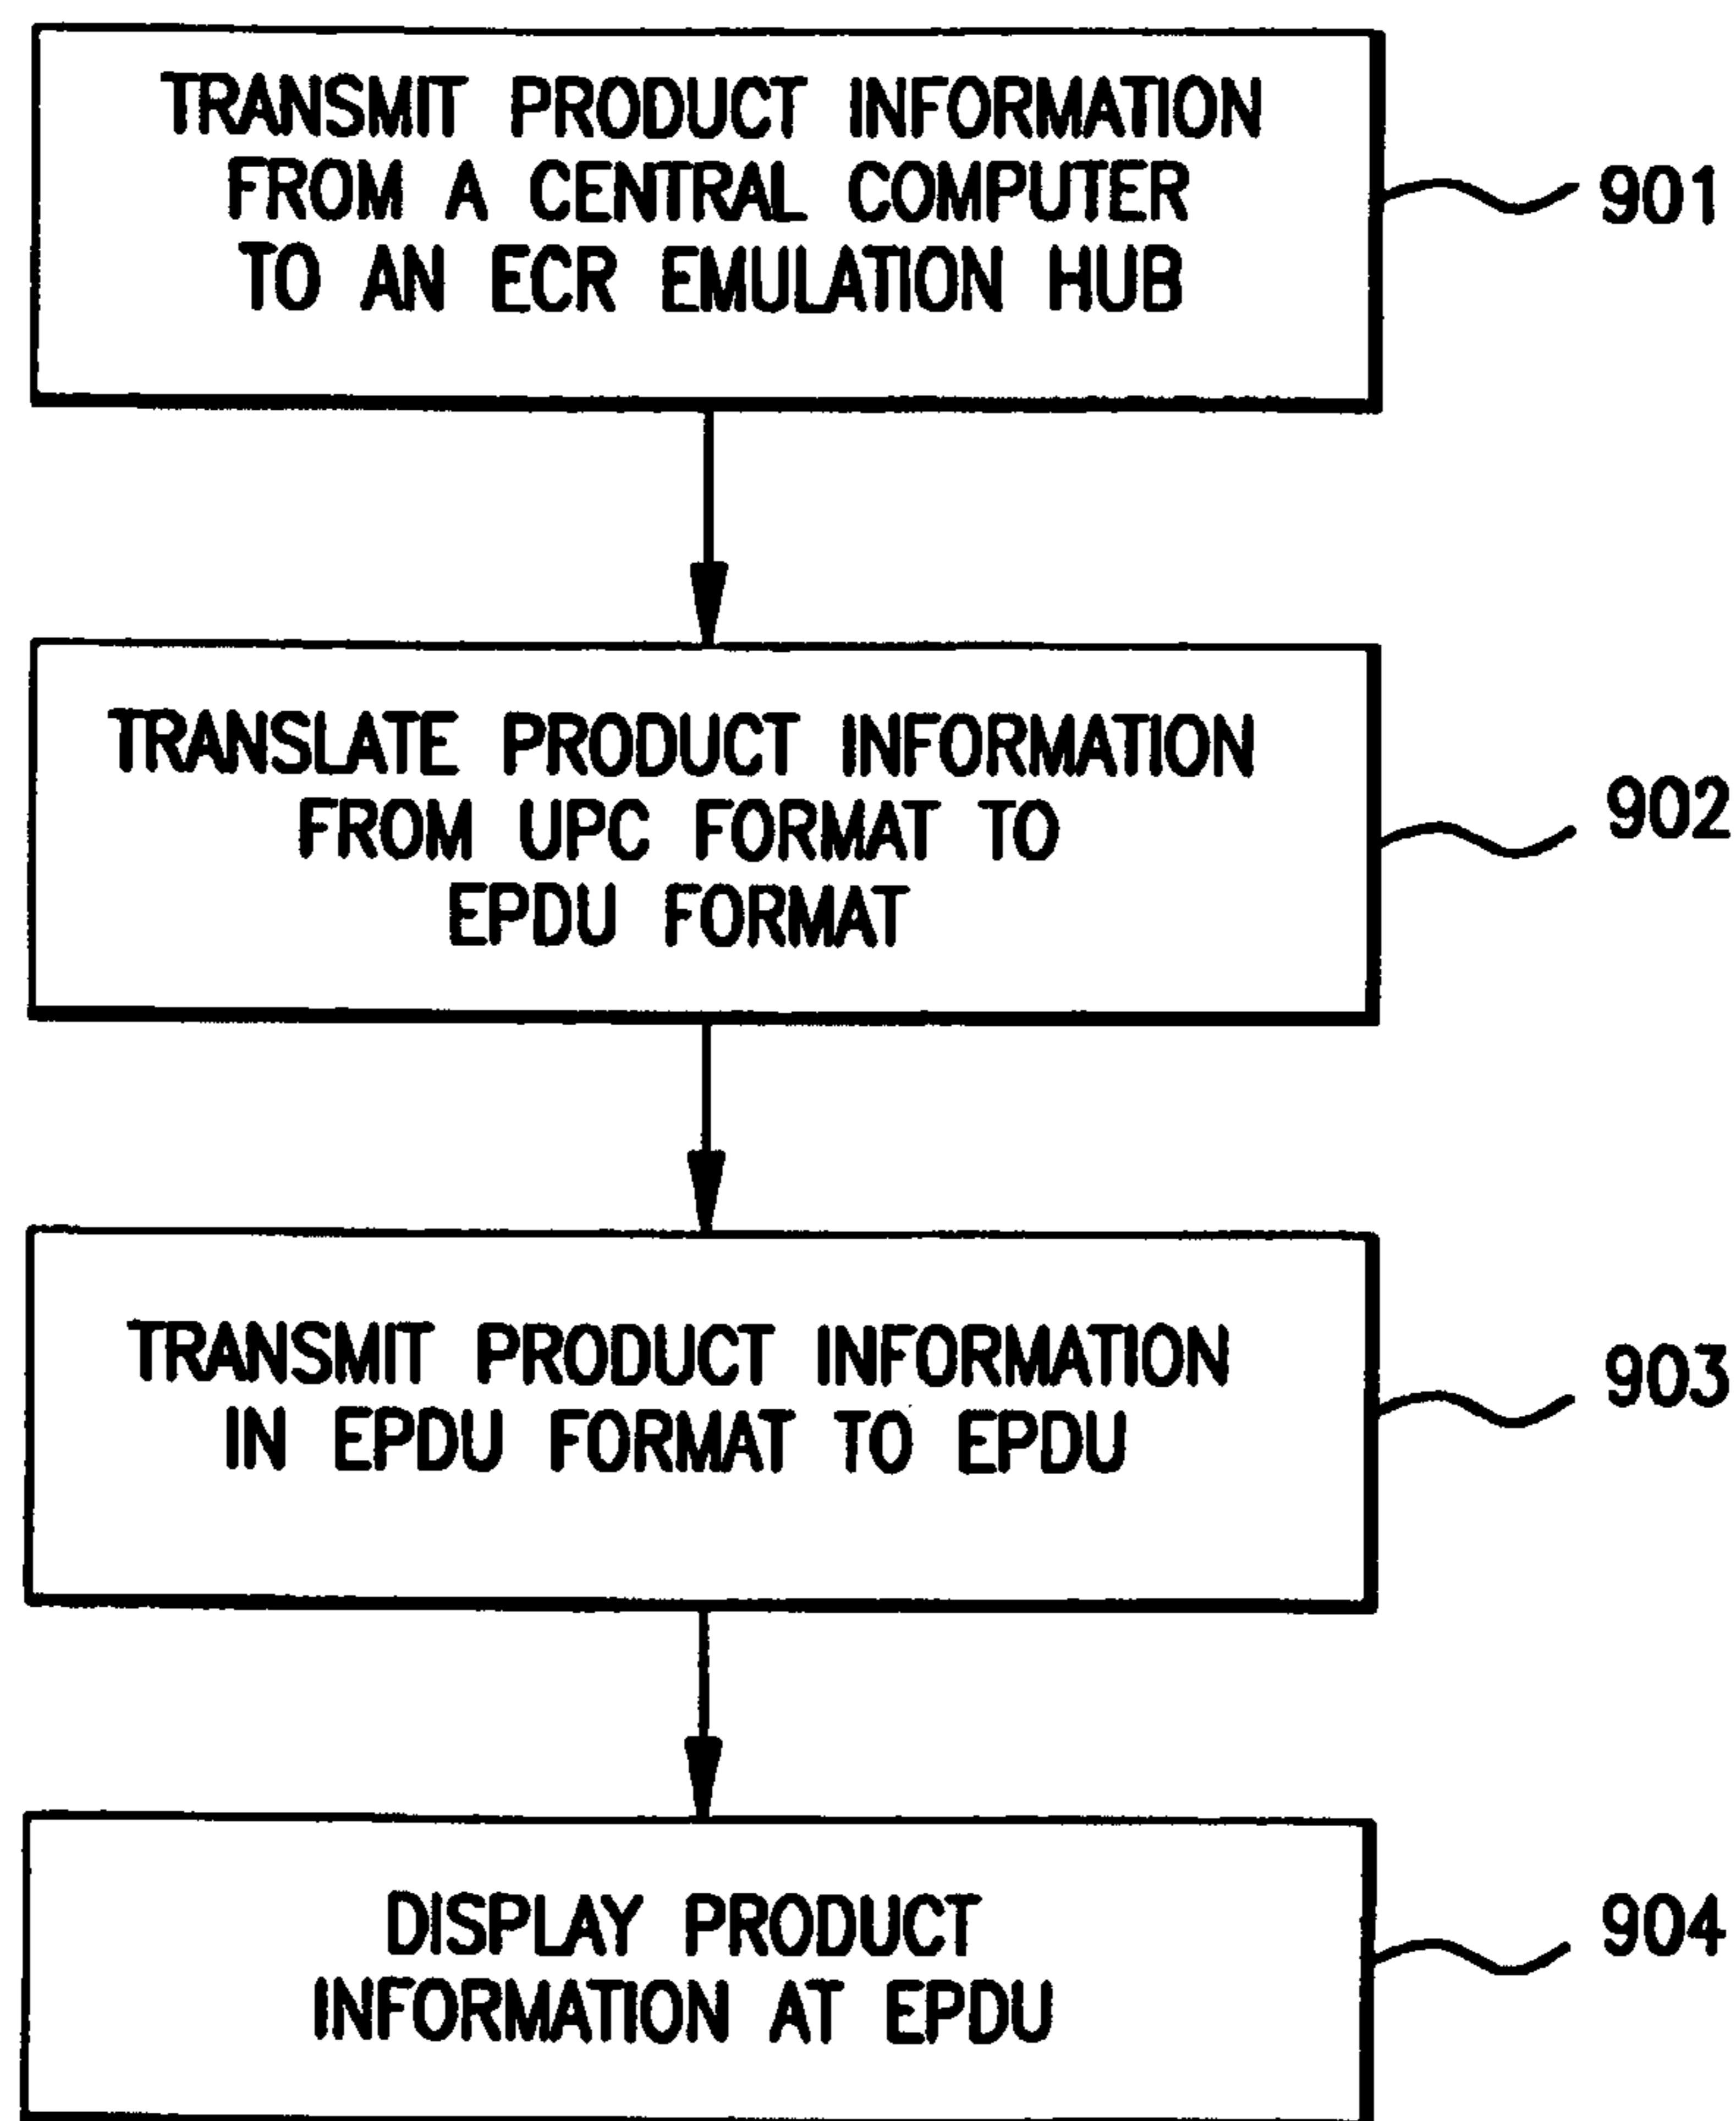 TRANSMIT PRODUCT INFORMATION
FROM A CENTRAL COMPUTER
TO AN ECR EMULATION HUB
901
TRANSLATE PRODUCT INFORMATION
FROM UPC FORMAT TO
EPDU FORMAT
902
TRANSMIT PRODUCT INFORMATION
IN EPDU FORMAT TO EPDU
903
DISPLAY PRODUCT
INFORMATION AT EPDU
904